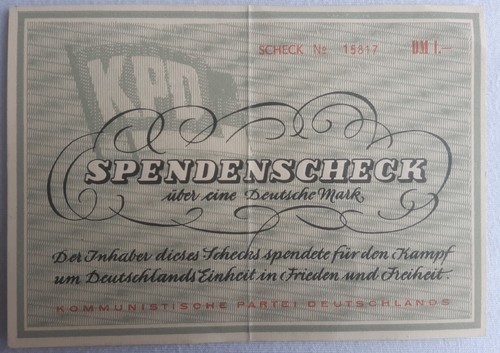 KPD
SCHECK № 15817 DM 1.—
SPENDENSCHECK
über eine Deutsche Mark
Der Inhaber dieses Schecks spendete für den Kampf
um Deutschlands Einheit in Frieden und Freiheit.
KOMMUNISTISCHE PARTEI DEUTSCHLANDS